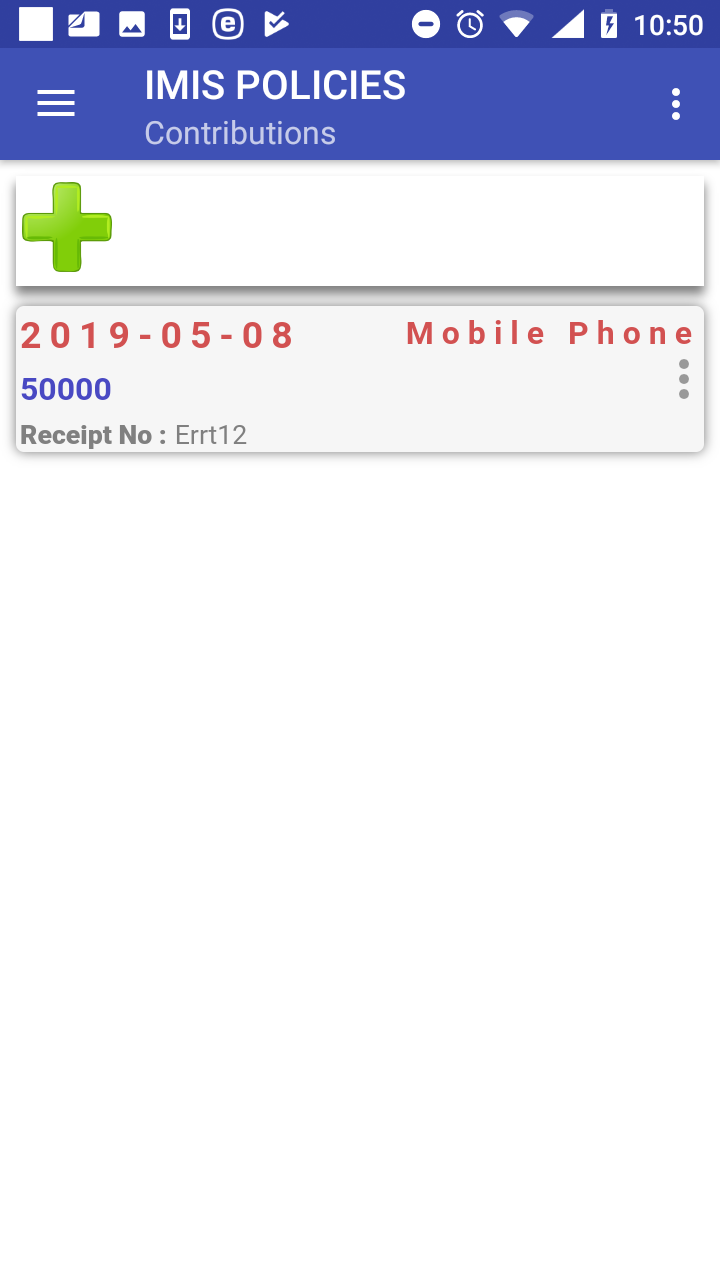 10:50
IMIS POLICIES
Contributions
2019-05-08 Mobile Phone
50000
Receipt No : Errt12